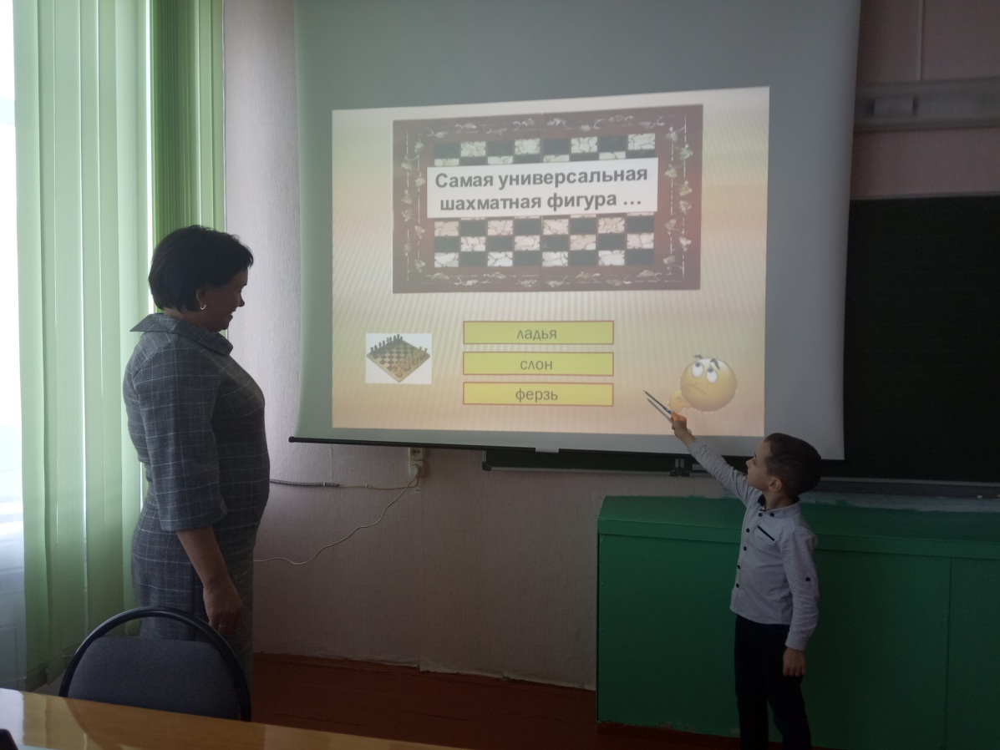 Самая универсальная
шахматная фигура ...
ладья
слон
ферзь